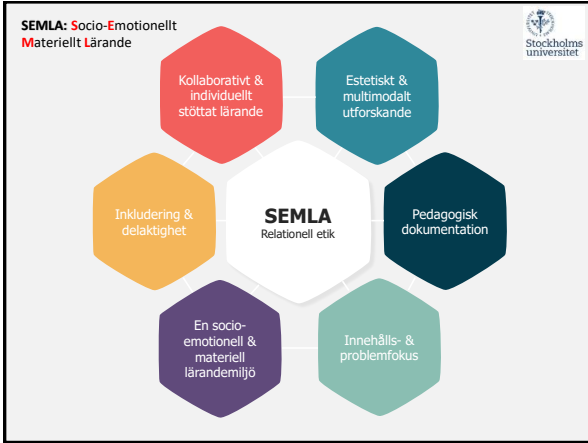 SEMLA: Socio-Emotionellt
Materiellt Lärande
Stockholms
universitet
Kollaborativt &
individuellt
stöttat lärande
Estetiskt &
multimodalt
utforskande
Inkludering &
delaktighet
SEMLA
Relationell etik
Pedagogisk
dokumentation
En socio-
emotionell &
materiell
lärandemiljö
Innehålls- &
problemfokus